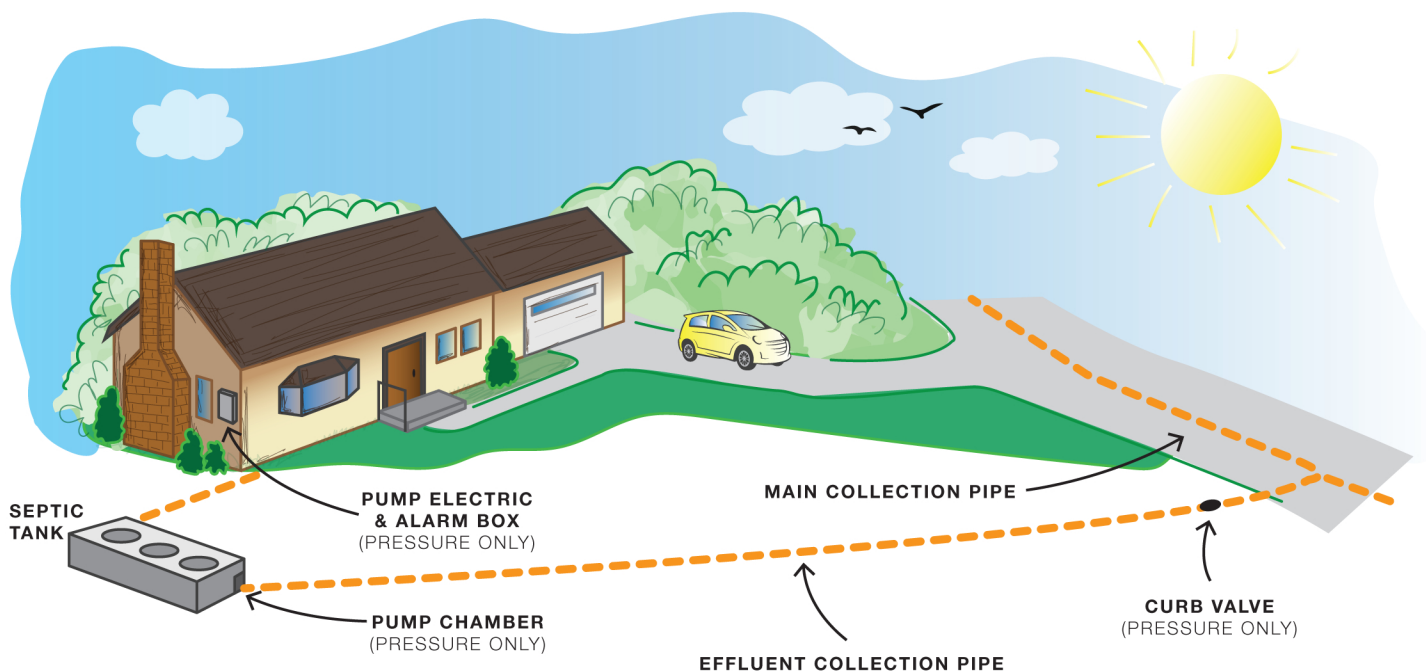 SEPTIC
TANK
PUMP ELECTRIC
& ALARM BOX
(PRESSURE ONLY)
MAIN COLLECTION PIPE
PUMP CHAMBER
(PRESSURE ONLY)
EFFLUENT COLLECTION PIPE
CURB VALVE
(PRESSURE ONLY)